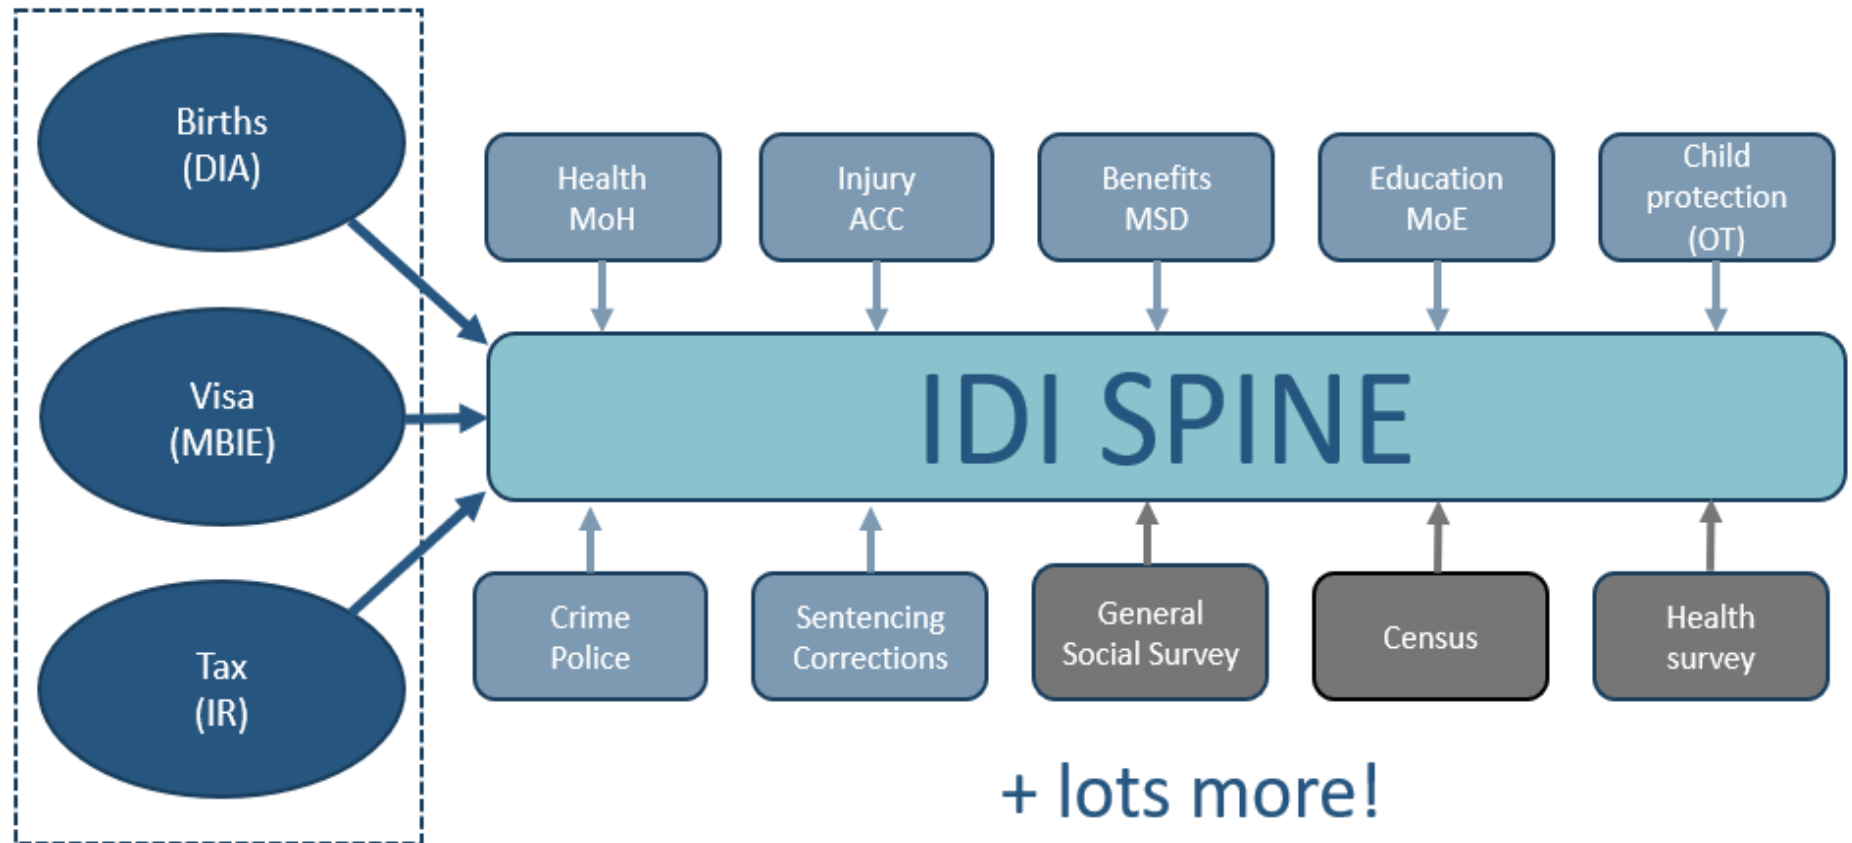 Births
(DIA)
Visa
(MBIE)
Tax
(IR)
Health
MoH
Injury
ACC
Benefits
MSD
Education
MoE
Child
protection
(OT)
IDI SPINE
Crime
Police
Sentencing
Corrections
General
Social Survey
Census
Health
survey
+ lots more!